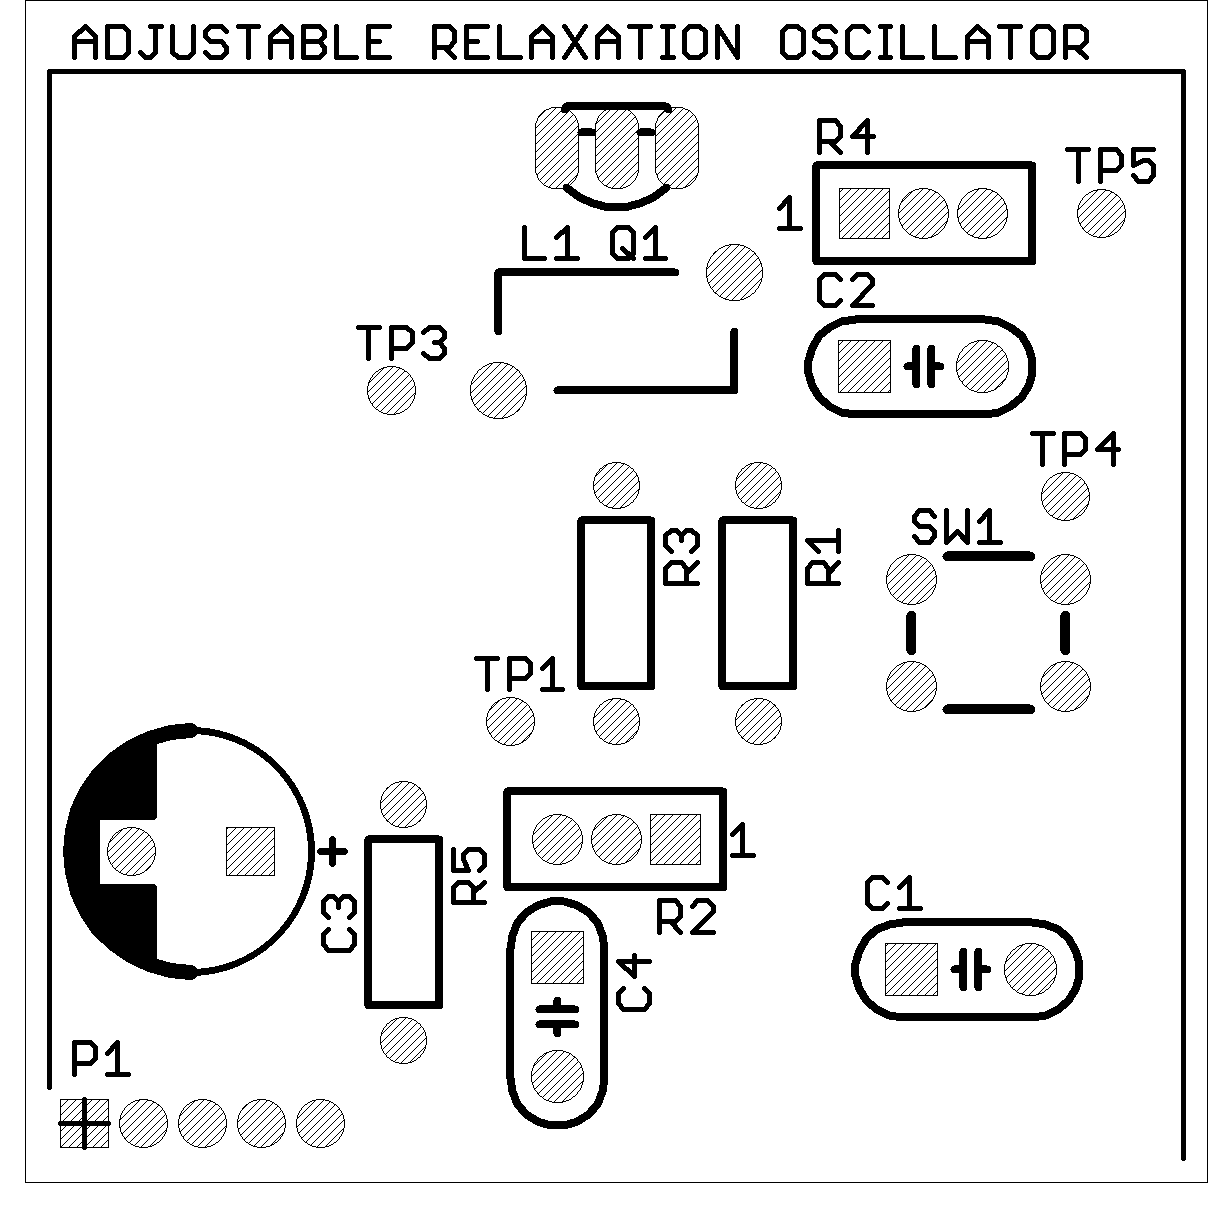 ADJUSTABLE RELAXATION OSCILLATOR
R4
TP5
1
L1 Q1
C2
TP3
TP4
SW1
R3
R1
TP1
+
1
R5
C3
C1
R2
C4
P1